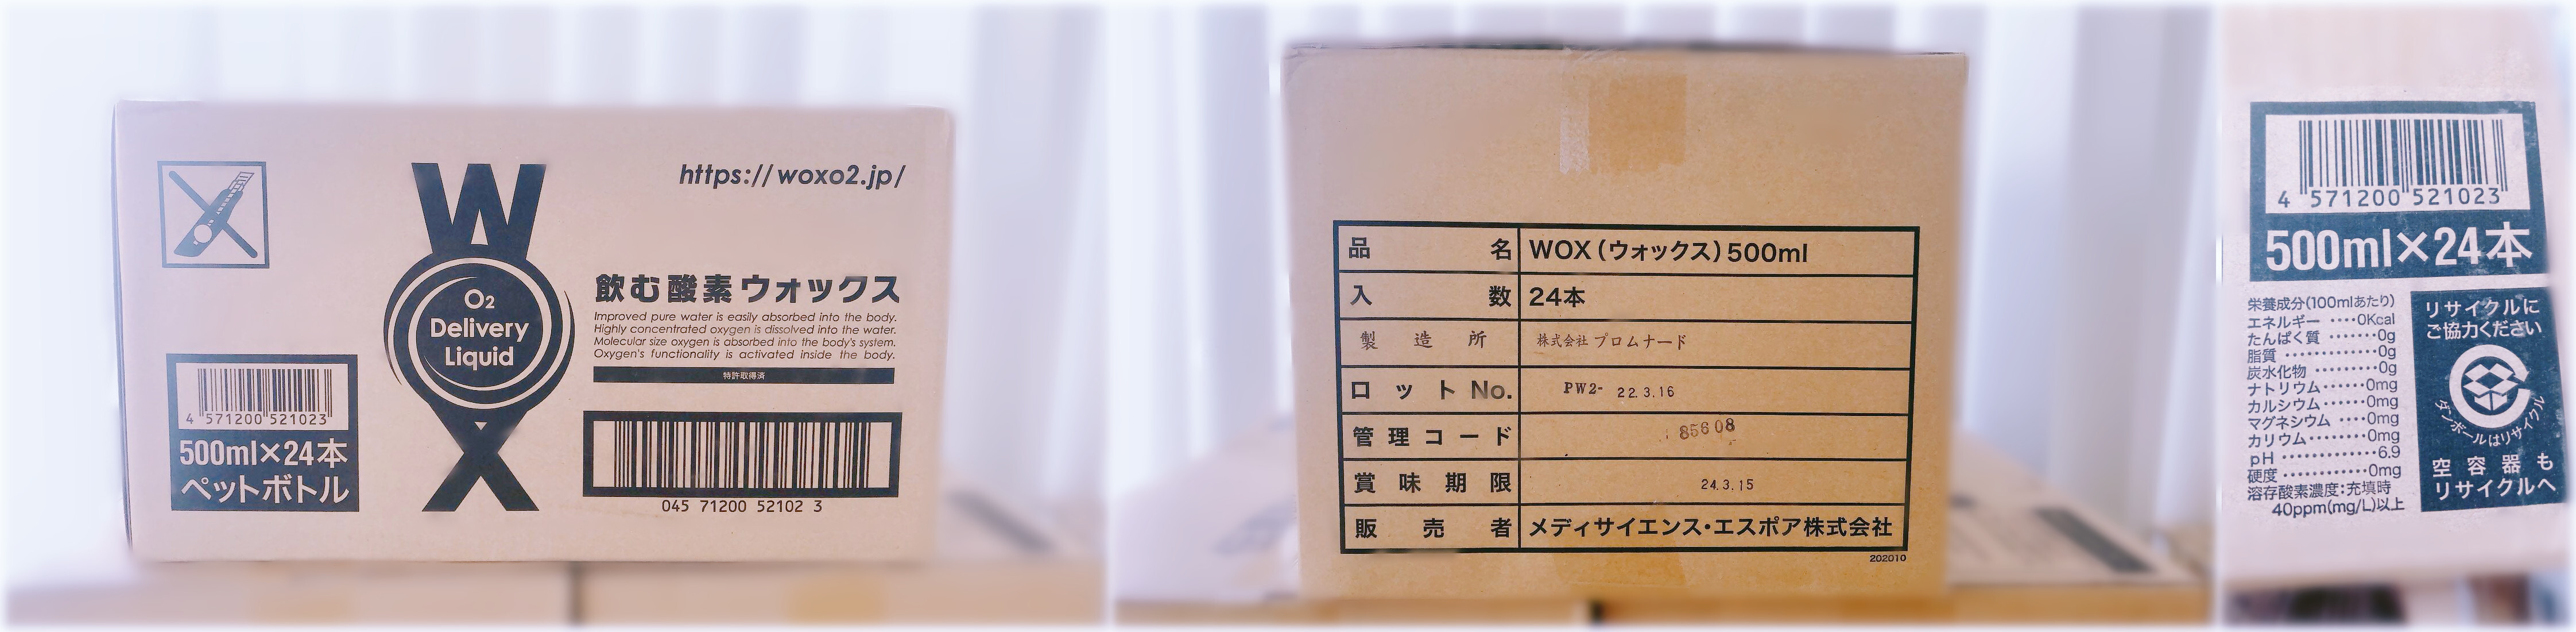 https://woxo2.jp/
W
O2
Delivery
Liquid
X
飲む酸素 ウォックス
Improved pure water is easily absorbed into the body.
Highly concentrated oxygen is dissolved into the water.
Molecular size oxygen is absorbed into the body's system.
Oxygen's functionality is activated inside the body.
特許取得済
4 571200 521023
500ml×24本
ペットボトル
045 71200 52102 3
品名 WOX(ウォックス)500ml
入数 24本
製造所 株式会社 プロムナード
ロットNo. PW2- 22.3.16
管理コード 85608
賞味期限 24.3.15
販売者 メディサイエンス・エスポア株式会社
202010
4 571200 521023
500ml×24本
栄養成分(100mlあたり)
エネルギー ····0Kcal
たんぱく質 ·······0g
脂質 ·············0g
炭水化物 ·········0g
ナトリウム······0mg
カルシウム······0mg
マグネシウム ····0mg
カリウム········0mg
pH ··············6.9
硬度 ···········0mg
溶存酸素濃度:充填時
40ppm(mg/L)以上
リサイクルに
ご協力ください
ダンボールはリサイクル
空容器も
リサイクルへ